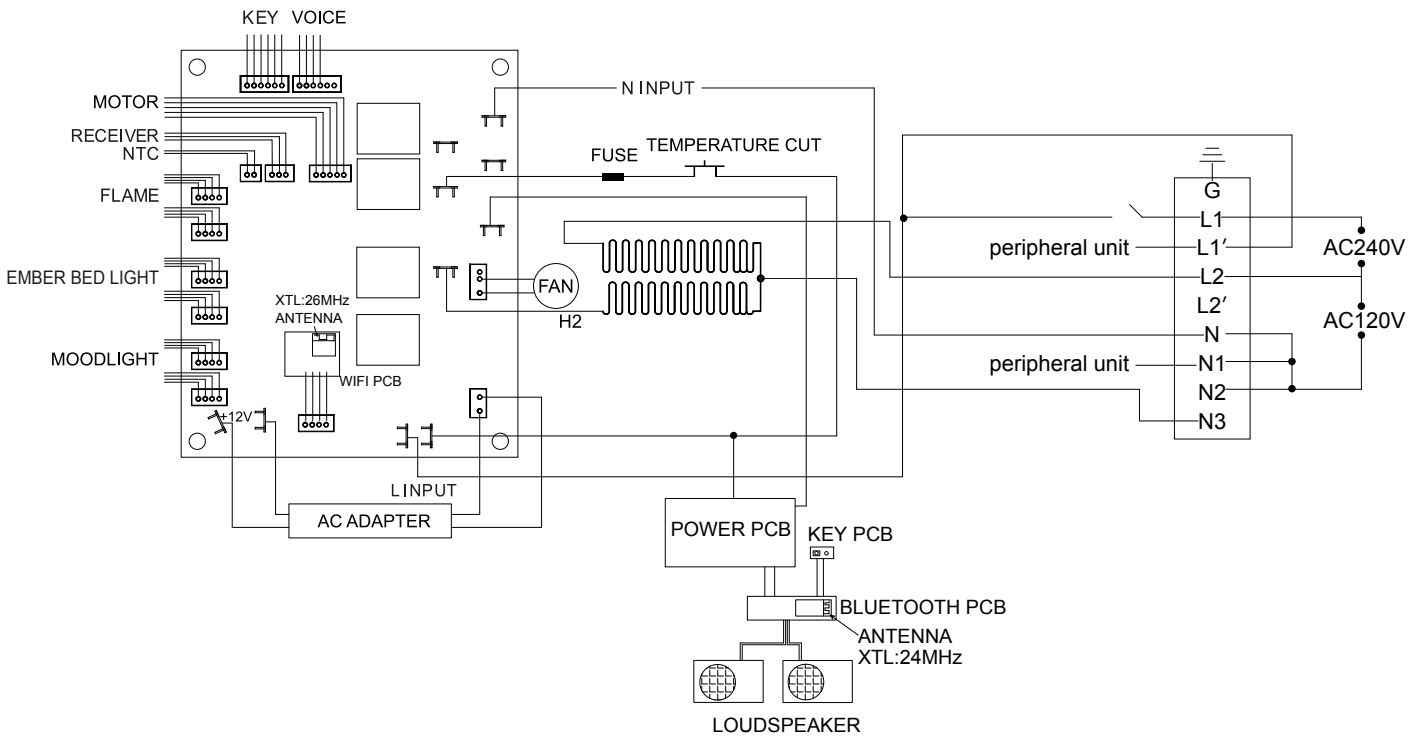 KEY VOICE
MOTOR
RECEIVER
NTC
FLAME
EMBER BED LIGHT
MOODLIGHT
XTL:26MHz
ANTENNA
WIFI PCB
+12V
N INPUT
FUSE
TEMPERATURE CUT
FAN
H2
L INPUT
AC ADAPTER
POWER PCB
KEY PCB
BLUETOOTH PCB
ANTENNA
XTL:24MHz
LOUDSPEAKER
G
L1
peripheral unit L1′
L2
L2′
N
peripheral unit N1
N2
N3
AC240V
AC120V